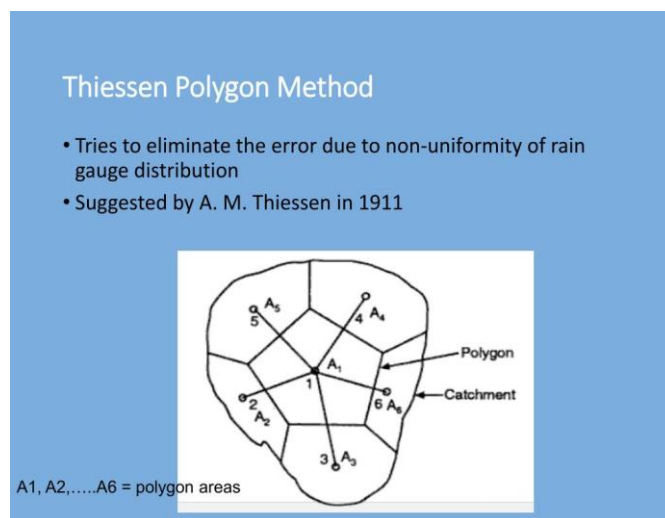 Thiessen Polygon Method
• Tries to eliminate the error due to non-uniformity of rain
gauge distribution
• Suggested by A. M. Thiessen in 1911
A5
5
4
A4
Polygon
A1
1
Catchment
2
A2
6 A6
3 A3
A1, A2,.....A6 = polygon areas